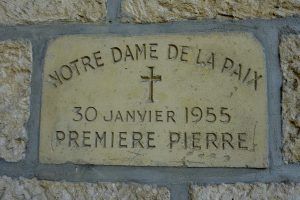 NOTRE DAME DE LA PAIX
30 JANVIER 1955
PREMIERE PIERRE